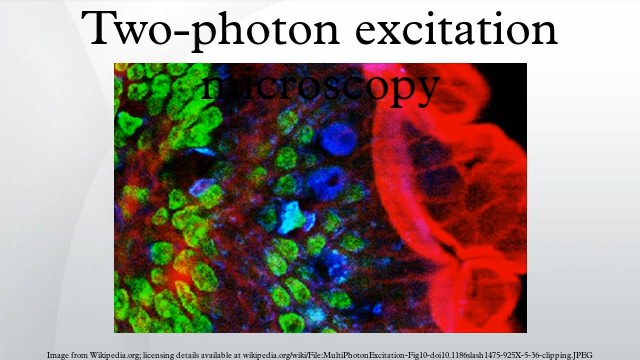 Two-photon excitation
microscopy
Image from Wikipedia.org; licensing details available at wikipedia.org/wiki/File:MultiPhotonExcitation-Fig10-doi10.1186slash1475-925X-5-36-clipping.JPEG